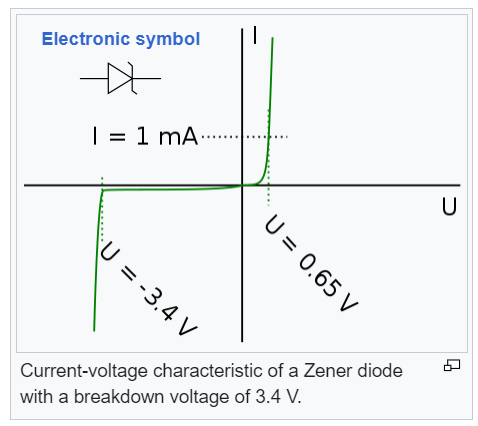 Electronic symbol
I
I = 1 mA
U
U = 0.65 V
U = -3.4 V
Current-voltage characteristic of a Zener diode
with a breakdown voltage of 3.4 V.